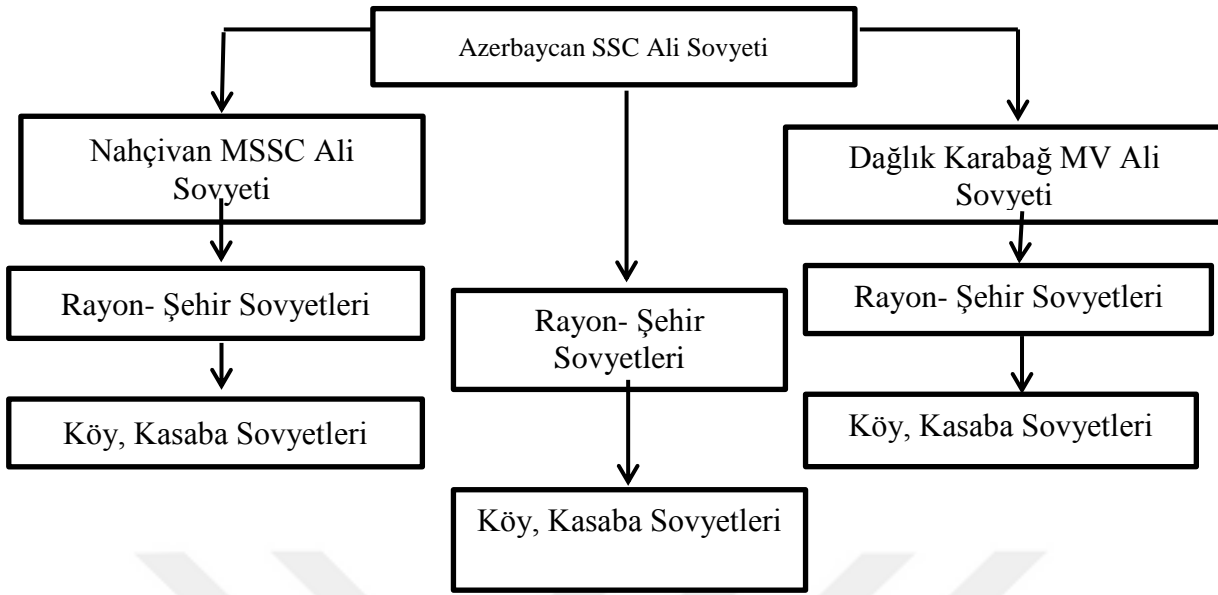 Azerbaycan SSC Ali Sovyeti
Nahçivan MSSC Ali
Sovyeti
Rayon- Şehir Sovyetleri
Köy, Kasaba Sovyetleri
Rayon- Şehir
Sovyetleri
Köy, Kasaba Sovyetleri
Dağlık Karabağ MV Ali
Sovyeti
Rayon- Şehir Sovyetleri
Köy, Kasaba Sovyetleri